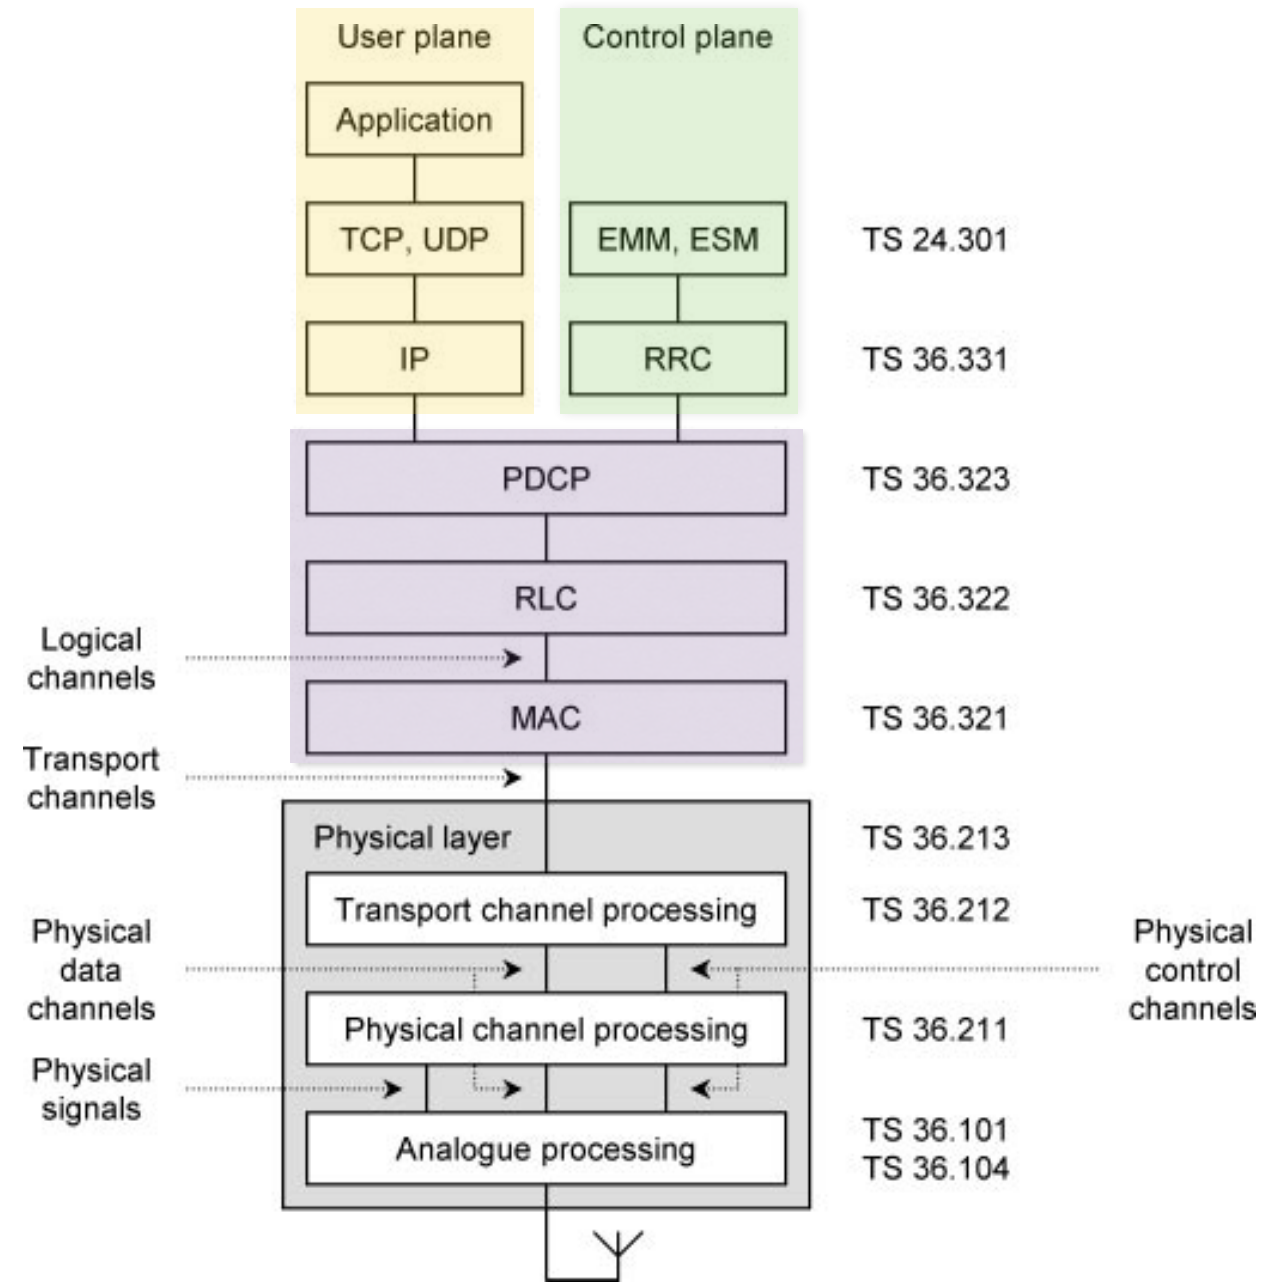 User plane
Control plane
Application
TCP, UDP
EMM, ESM
TS 24.301
IP
RRC
TS 36.331
PDCP
TS 36.323
RLC
TS 36.322
Logical
channels
MAC
TS 36.321
Transport
channels
Physical layer
TS 36.213
Transport channel processing
TS 36.212
Physical
data
channels
Physical
control
channels
Physical channel processing
TS 36.211
Physical
signals
Analogue processing
TS 36.101
TS 36.104